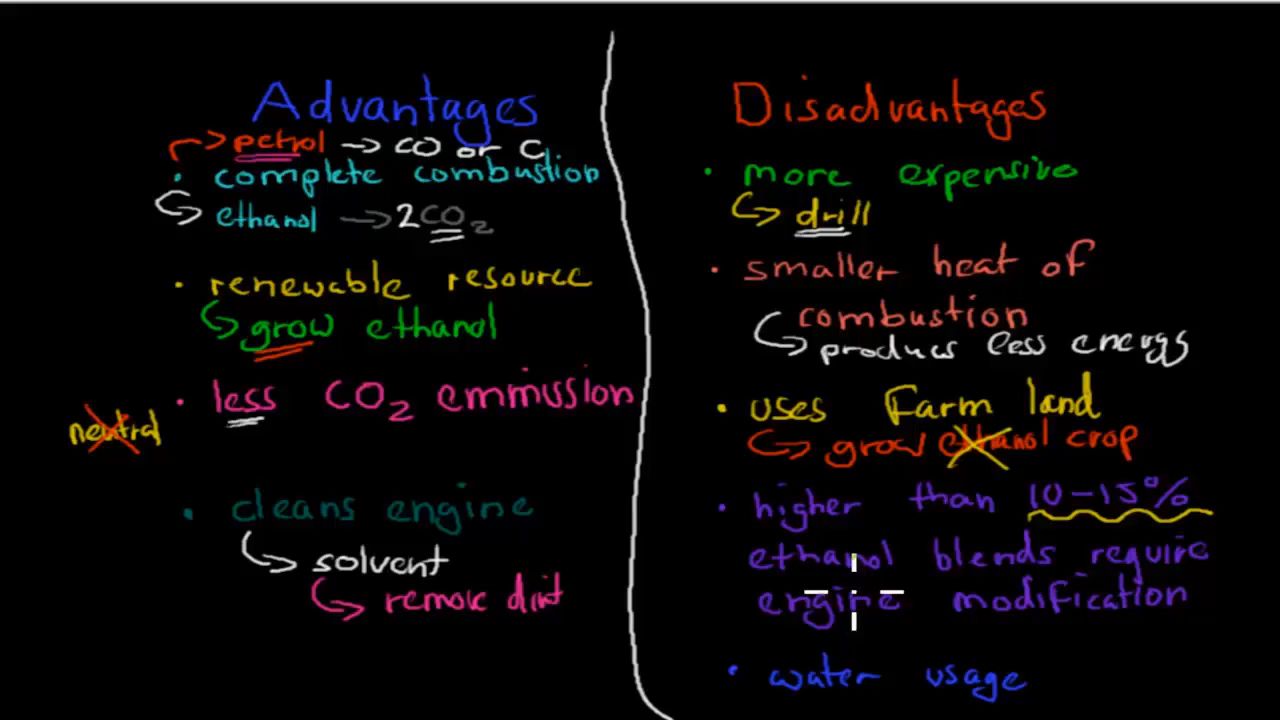 Advantages
petrol → CO or C
• complete combustion
ethanol → 2CO₂
• renewable resource
grow ethanol
• less CO₂ emmission
neutral
• cleans engine
solvent
remove dirt
Disadvantages
• more expensive
drill
• smaller heat of
combustion
produces less energy
• uses Farm land
grow ethanol crop
• higher than 10-15%
ethanol blends require
engine modification
• water usage